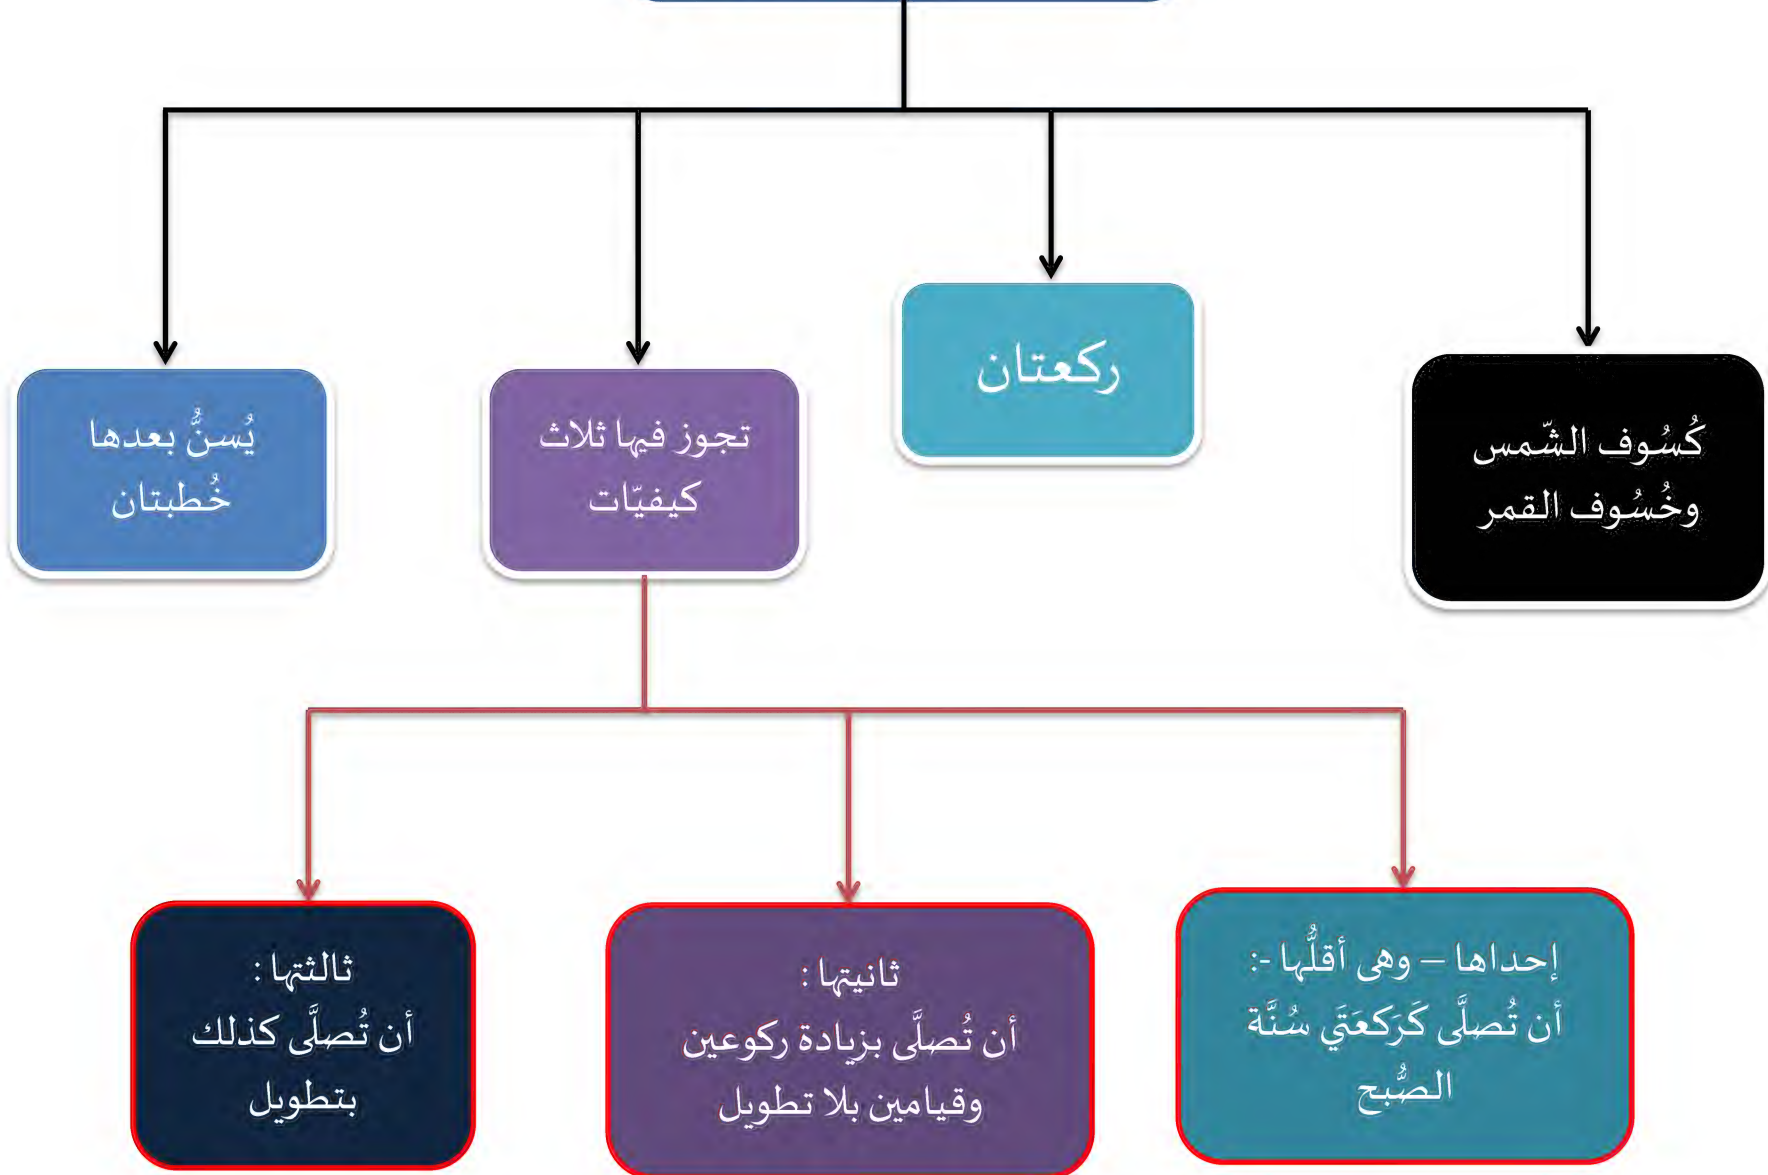 كُسُوف الشّمس
وخُسُوف القمر
ركعتان
تجوز فيها ثلاث
كيفيّات
يُسنُّ بعدها
خُطبتان
إحداها – وهى أقلُّها -:
أن تُصلَّى كَرَكعَتَي سُنَّة
الصُّبح
ثانيتها :
أن تُصلَّى بزيادة ركوعين
وقيامين بلا تطويل
ثالثتها :
أن تُصلَّى كذلك
بتطويل